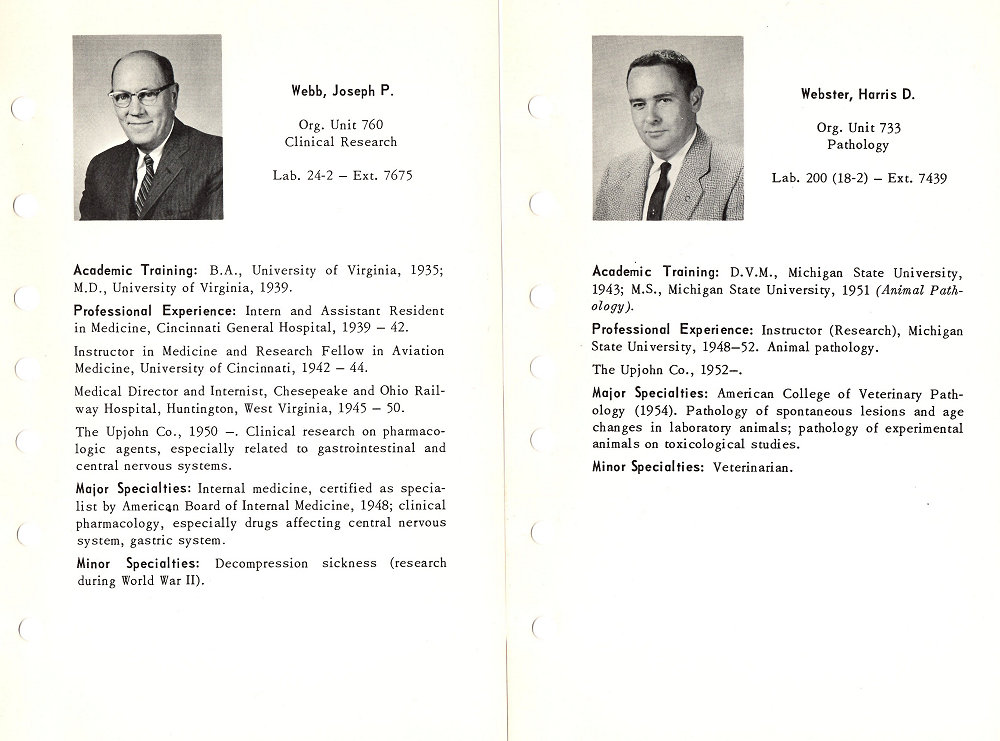 Webb, Joseph P.
Org. Unit 760
Clinical Research
Lab. 24-2 — Ext. 7675
Academic Training: B.A., University of Virginia, 1935;
M.D., University of Virginia, 1939.
Professional Experience: Intern and Assistant Resident
in Medicine, Cincinnati General Hospital, 1939 — 42.
Instructor in Medicine and Research Fellow in Aviation
Medicine, University of Cincinnati, 1942 — 44.
Medical Director and Internist, Chesepeake and Ohio Rail-
way Hospital, Huntington, West Virginia, 1945 — 50.
The Upjohn Co., 1950 —. Clinical research on pharmaco-
logic agents, especially related to gastrointestinal and
central nervous systems.
Major Specialties: Internal medicine, certified as specia-
list by American Board of Internal Medicine, 1948; clinical
pharmacology, especially drugs affecting central nervous
system, gastric system.
Minor Specialties: Decompression sickness (research
during World War II).
Webster, Harris D.
Org. Unit 733
Pathology
Lab. 200 (18-2) — Ext. 7439
Academic Training: D.V.M., Michigan State University,
1943; M.S., Michigan State University, 1951 (Animal Path-
ology).
Professional Experience: Instructor (Research), Michigan
State University, 1948—52. Animal pathology.
The Upjohn Co., 1952—.
Major Specialties: American College of Veterinary Path-
ology (1954). Pathology of spontaneous lesions and age
changes in laboratory animals; pathology of experimental
animals on toxicological studies.
Minor Specialties: Veterinarian.